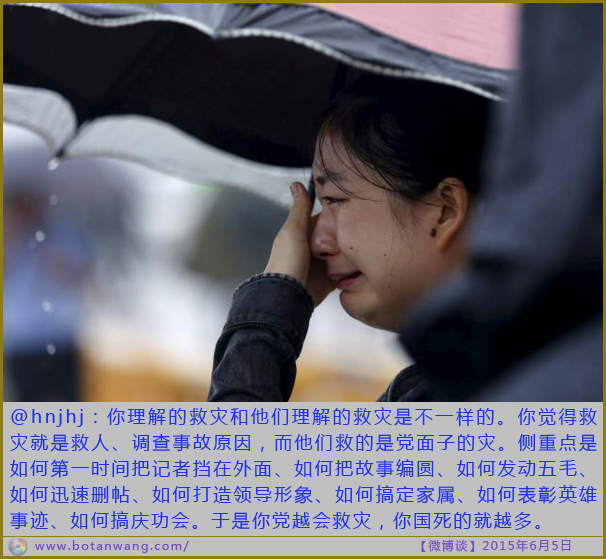 @hnjhj：你理解的救灾和他们理解的救灾是不一样的。你觉得救
灾就是救人、调查事故原因，而他们救的是党面子的灾。侧重点是
如何第一时间把记者挡在外面、如何把故事编圆、如何发动五毛、
如何迅速删帖、如何打造领导形象、如何搞定家属、如何表彰英雄
事迹、如何搞庆功会。于是你党越会救灾，你国死的就越多。
www.botanwang.com/ 【微博谈】2015年6月5日